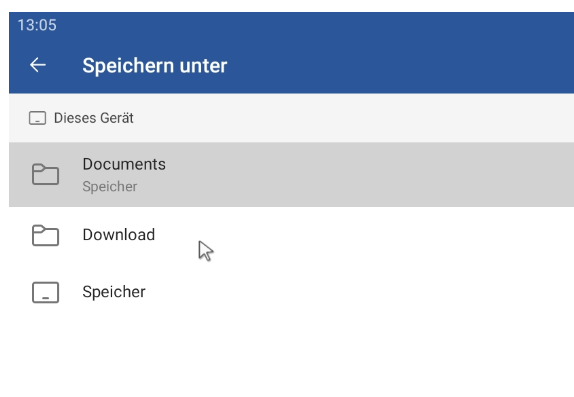 13:05
Speichern unter
Dieses Gerät
Documents
Speicher
Download
Speicher